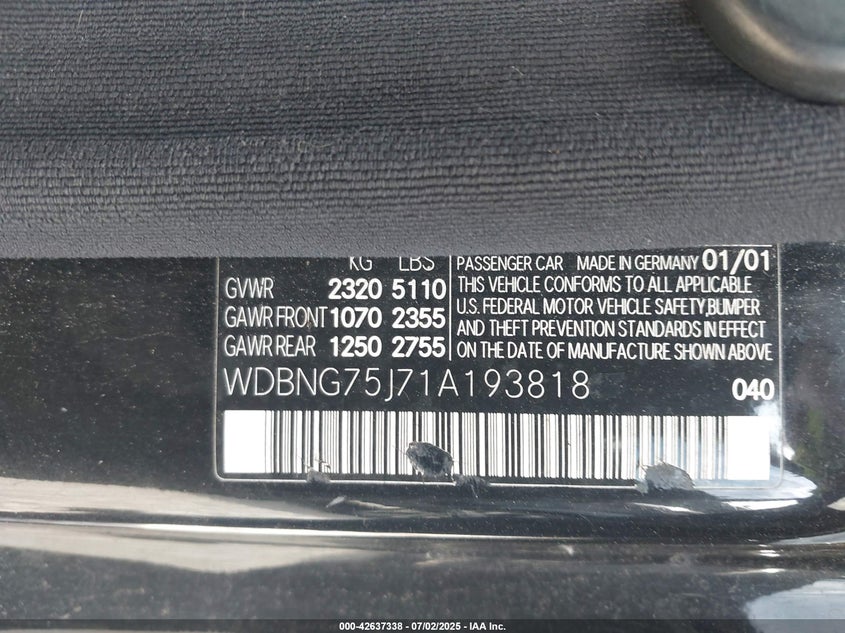 KG LBS
GVWR 2320 5110
GAWR FRONT 1070 2355
GAWR REAR 1250 2755
PASSENGER CAR MADE IN GERMANY 01/01
THIS VEHICLE CONFORMS TO ALL APPLICABLE
U.S. FEDERAL MOTOR VEHICLE SAFETY, BUMPER
AND THEFT PREVENTION STANDARDS IN EFFECT
ON THE DATE OF MANUFACTURE SHOWN ABOVE
WDBNG75J71A193818 040
000-42637338 - 07/02/2025 - IAA Inc.